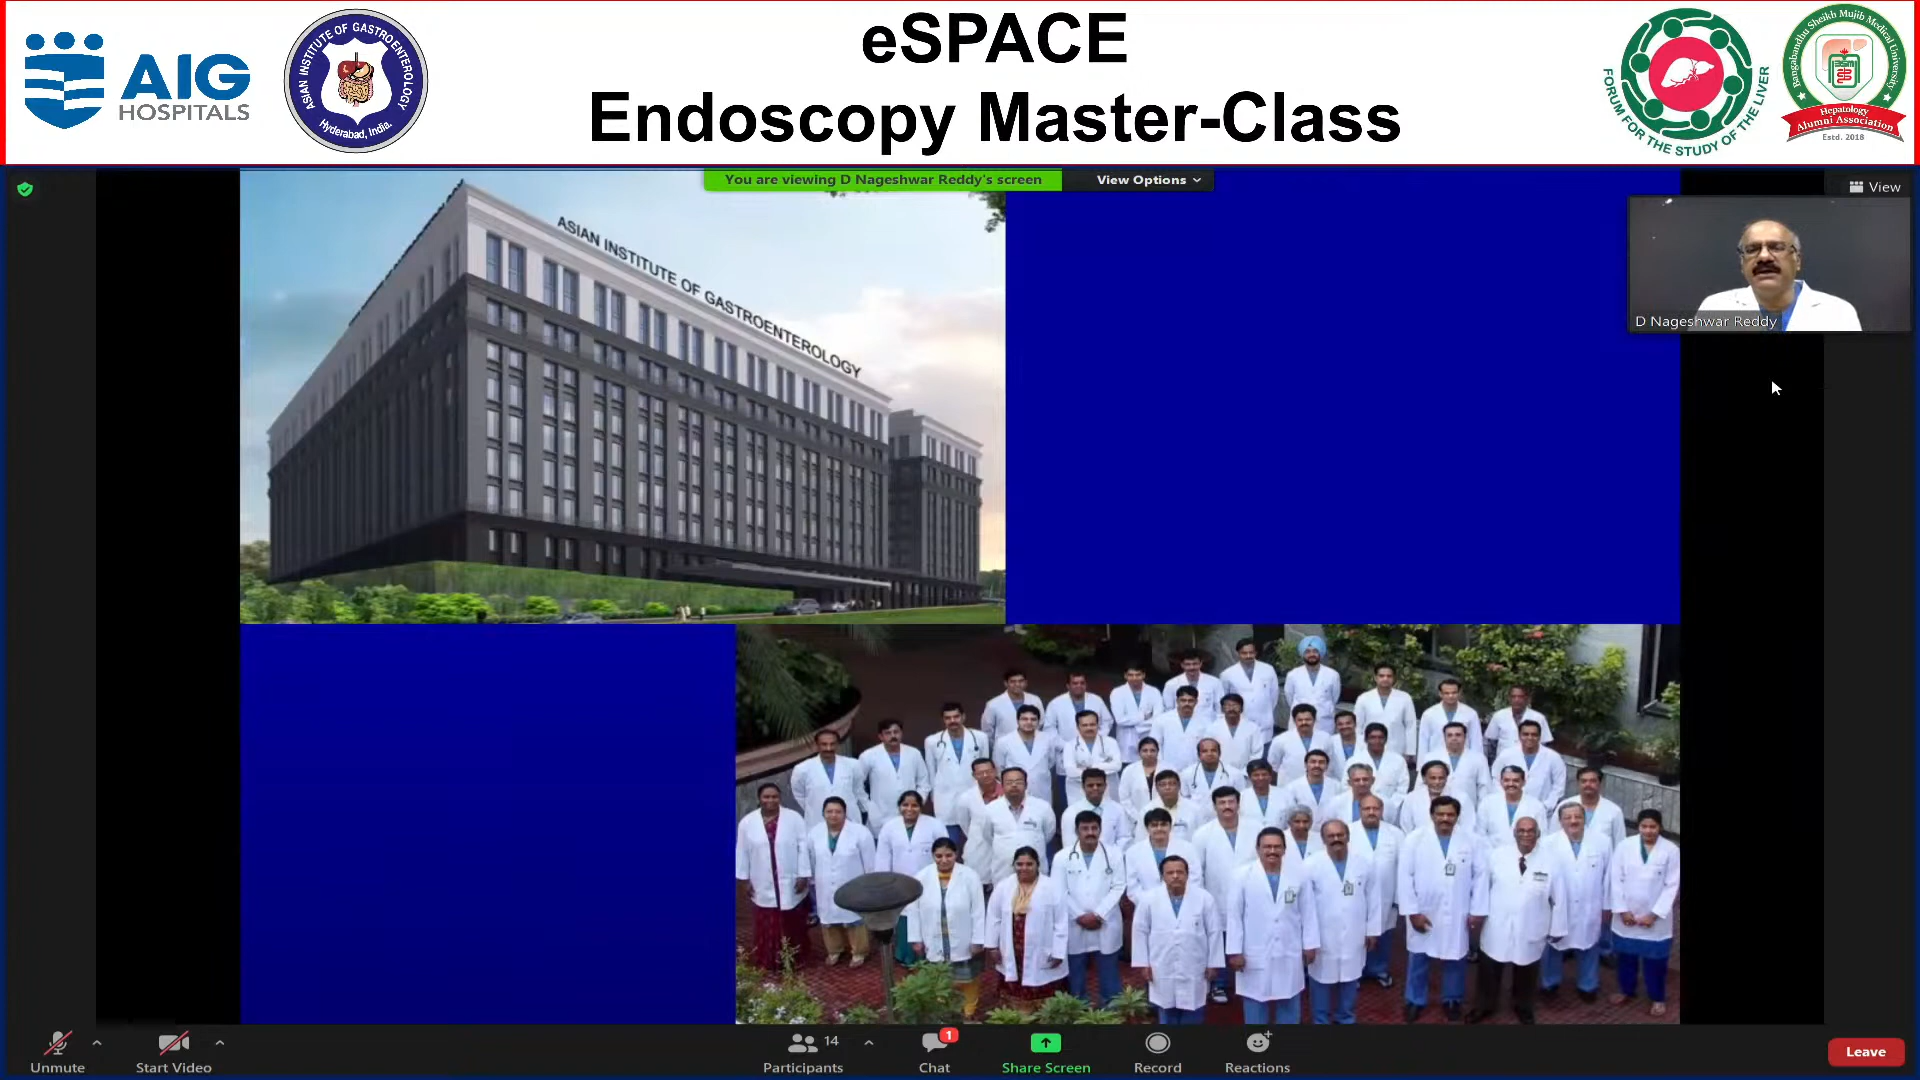 AIG
HOSPITALS
ASIAN INSTITUTE OF GASTROENTEROLOGY
Hyderabad, India.
eSPACE
Endoscopy Master-Class
FORUM FOR THE STUDY OF THE LIVER
Bangabandhu Sheikh Mujib Medical University
Hepatology
Alumni Association
Estd. 2018
You are viewing D Nageshwar Reddy's screen
View Options
View
ASIAN INSTITUTE OF GASTROENTEROLOGY
D Nageshwar Reddy
Unmute
Start Video
14
Participants
1
Chat
Share Screen
Record
Reactions
Leave